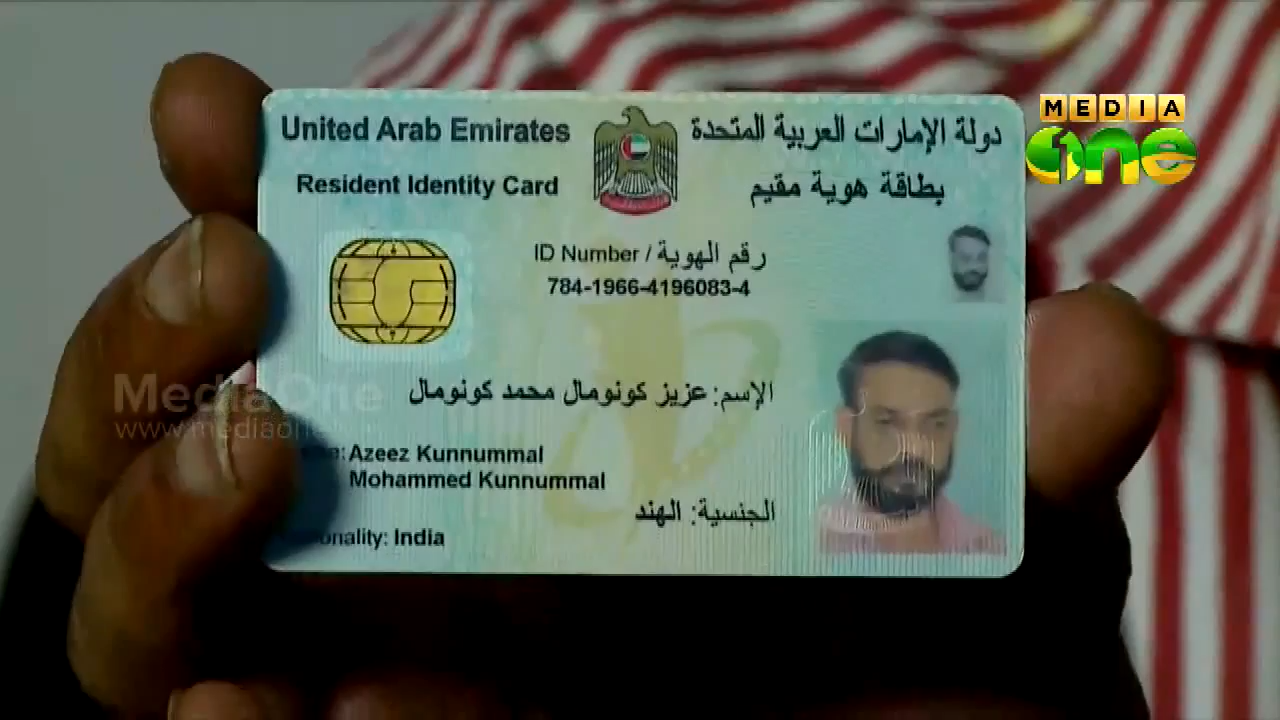 United Arab Emirates
دولة الإمارات العربية المتحدة
Resident Identity Card
بطاقة هوية مقيم
MEDIA
One
ID Number / رقم الهوية
784-1966-4196083-4
الإسم: عزيز كونومال محمد كونومال
MediaOne
Azeez Kunnummal
Mohammed Kunnummal
الجنسية: الهند
India